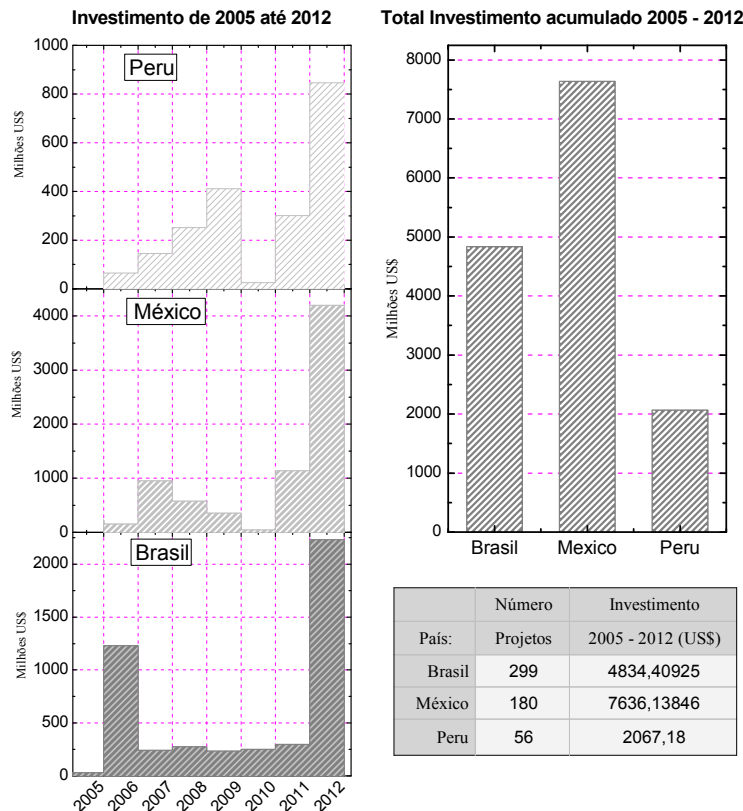 Investimento de 2005 até 2012
Peru
Milhões US$
1000
800
600
400
200
0
México
Milhões US$
4000
3000
2000
1000
0
Brasil
Milhões US$
2000
1500
1000
500
0
2005 2006 2007 2008 2009 2010 2011 2012
Total Investimento acumulado 2005 - 2012
Milhões US$
8000
7000
6000
5000
4000
3000
2000
1000
0
Brasil Mexico Peru
Número Investimento
País: Projetos 2005 - 2012 (US$)
Brasil 299 4834,40925
México 180 7636,13846
Peru 56 2067,18